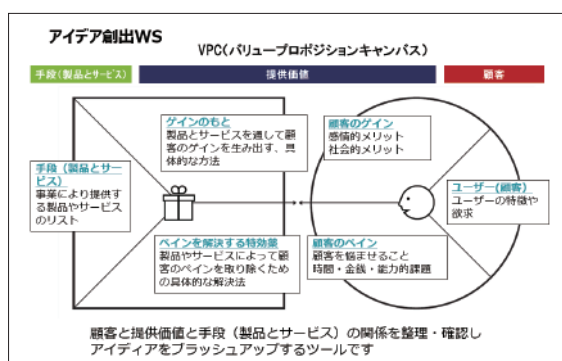 アイデア創出WS
VPC(バリュープロポジションキャンバス)
手段(製品とサービス)
提供価値
顧客
ゲインのもと
製品とサービスを通して顧
客のゲインを生み出す、具
体的な方法
顧客のゲイン
感情的メリット
社会的メリット
手段（製品とサー
ビス）
事業により提供す
る製品やサービス
のリスト
ユーザー(顧客)
ユーザーの特徴や
欲求
ペインを解決する特効薬
製品やサービスによって顧
客のペインを取り除くため
の具体的な解決法
顧客のペイン
顧客を悩ませること
時間・金銭・能力的課題
顧客と提供価値と手段（製品とサービス）の関係を整理・確認し
アイディアをブラッシュアップするツールです